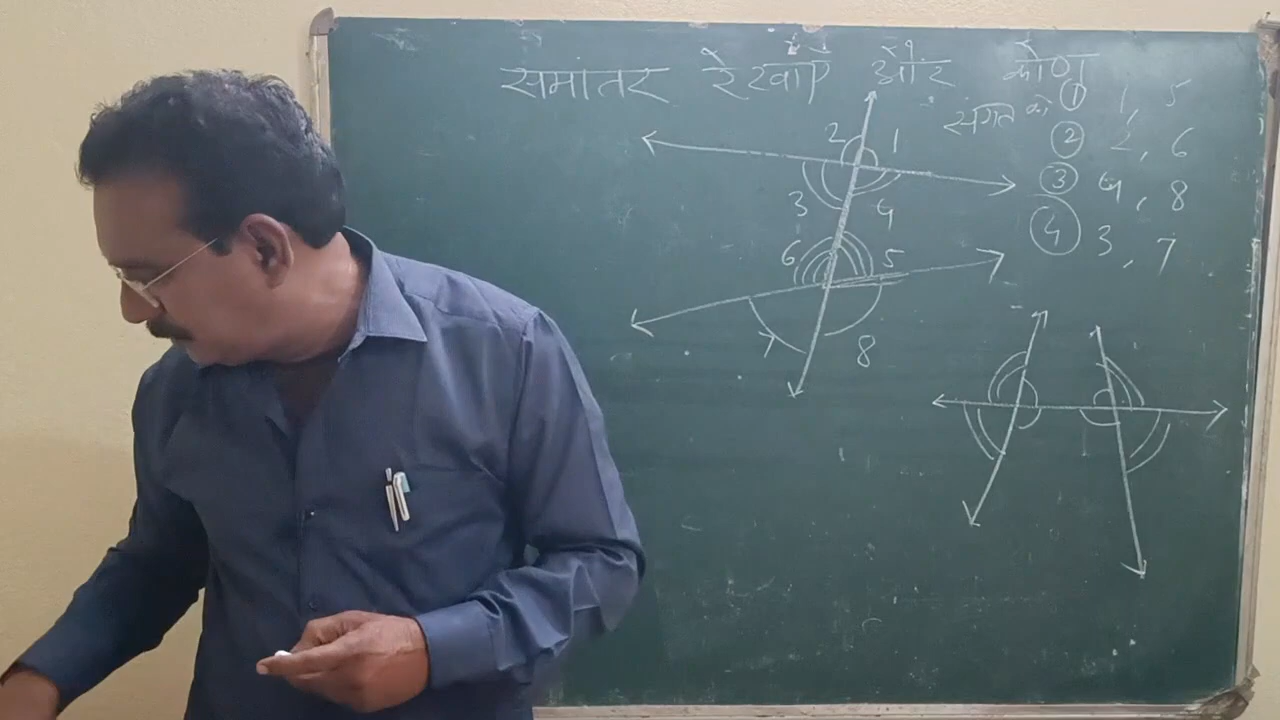 समांतर रेखाएँ और कोण
संगत को ① 1, 5
② 2, 6
③ 4, 8
④ 3, 7
2 1
3 4
6 5
7 8